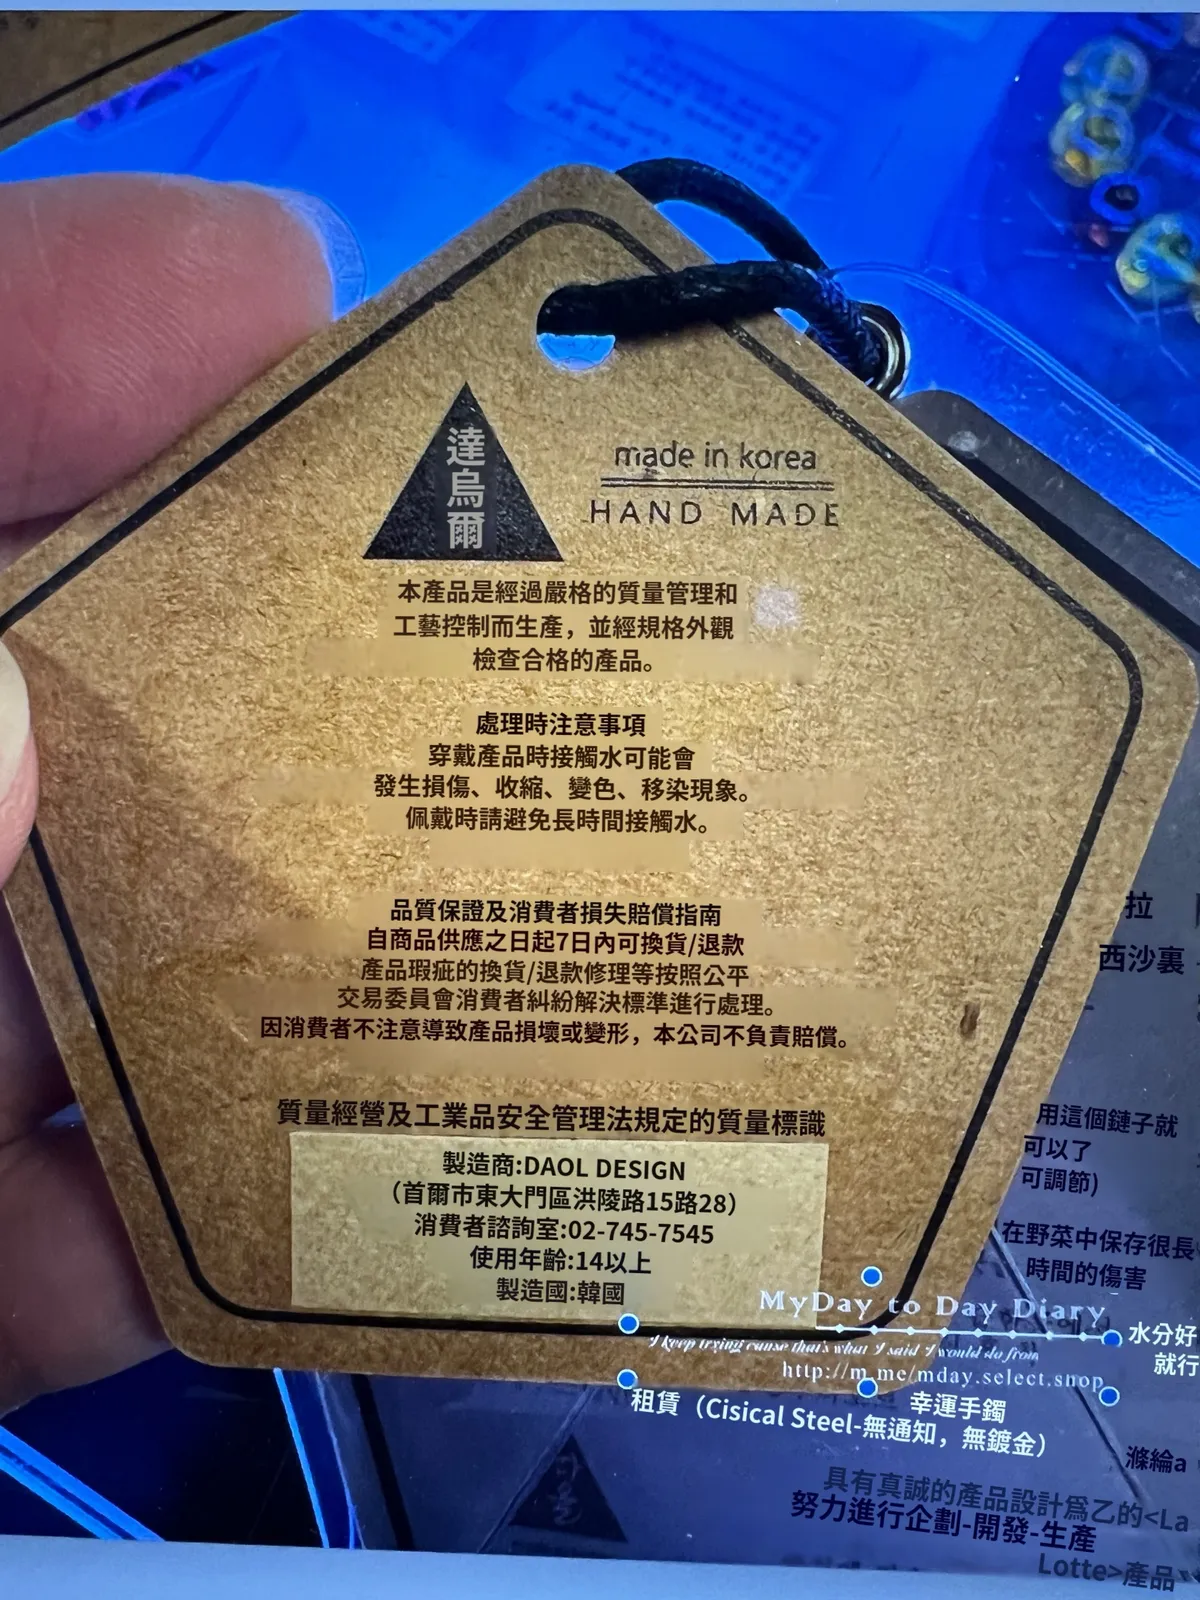 達烏爾
made in korea
HAND MADE
本產品是經過嚴格的質量管理和
工藝控制而生產，並經規格外觀
檢查合格的產品。
處理時注意事項
穿戴產品時接觸水可能會
發生損傷、收縮、變色、移染現象。
佩戴時請避免長時間接觸水。
品質保證及消費者損失賠償指南
自商品供應之日起7日內可換貨/退款
產品瑕疵的換貨/退款修理等按照公平
交易委員會消費者糾紛解決標準進行處理。
因消費者不注意導致產品損壞或變形，本公司不負責賠償。
質量經營及工業品安全管理法規定的質量標識
製造商:DAOL DESIGN
（首爾市東大門區洪陵路15路28）
消費者諮詢室:02-745-7545
使用年齡:14以上
製造國:韓國
拉
西沙裏
用這個鏈子就
可以了
可調節)
在野菜中保存很長
時間的傷害
MyDay to Day Diary
I keep trying cause that's what I said I would do from
http://m.me/mday.select.shop
水分好
就行
幸運手鐲
租賃（Cisical Steel-無通知，無鍍金）
滌綸a
具有真誠的產品設計爲乙的<La
努力進行企劃-開發-生產
Lotte>產品